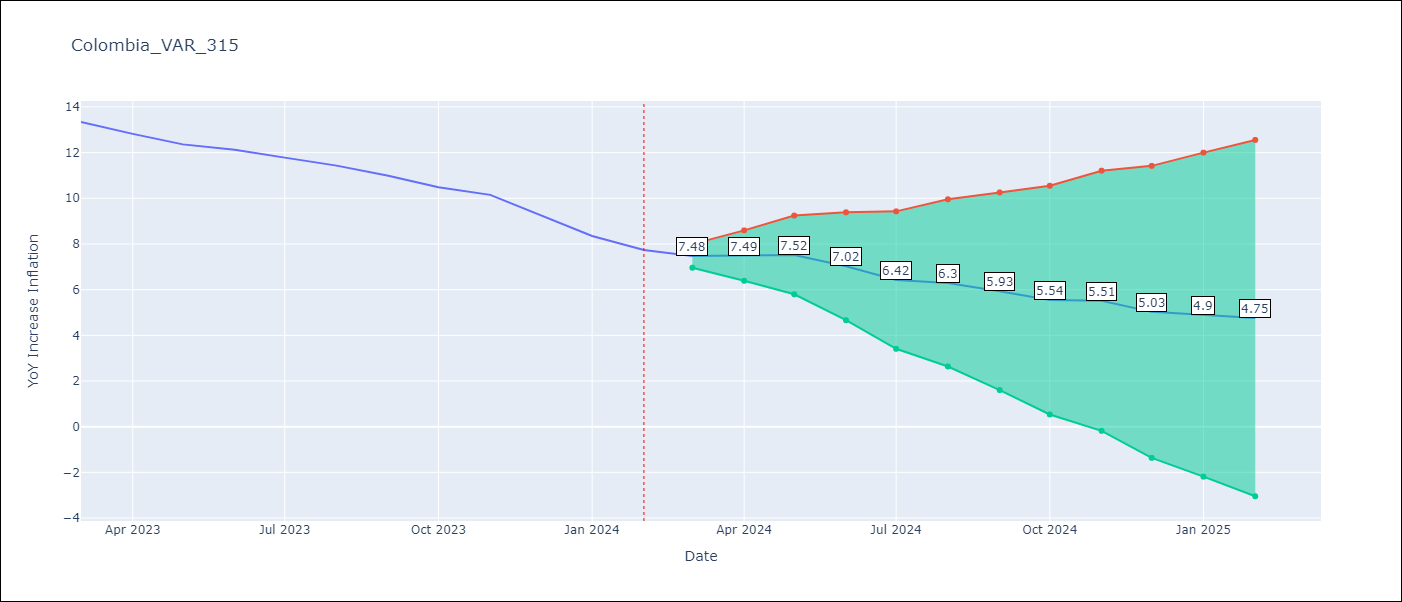 Colombia_VAR_315
14
12
10
8
6
4
2
0
−2
−4
YoY Increase Inflation
7.48
7.49
7.52
7.02
6.42
6.3
5.93
5.54
5.51
5.03
4.9
4.75
Apr 2023
Jul 2023
Oct 2023
Jan 2024
Apr 2024
Jul 2024
Oct 2024
Jan 2025
Date